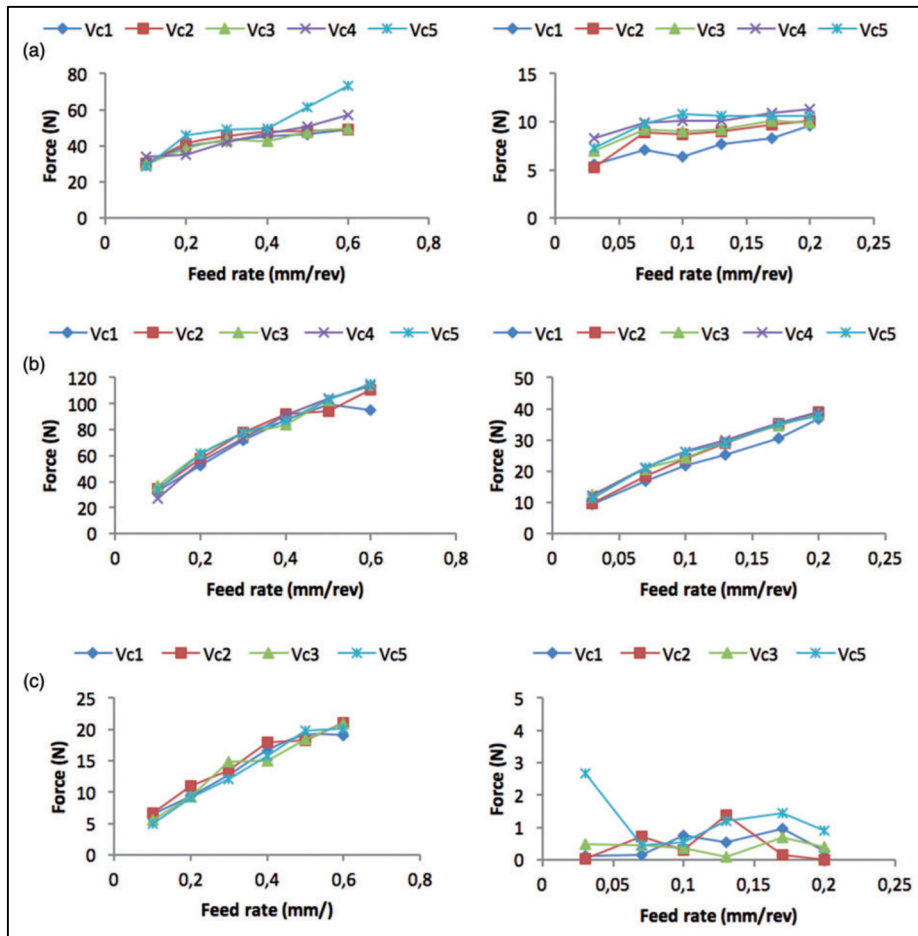 (a)
Vc1 Vc2 Vc3 Vc4 Vc5
Force (N)
80
60
40
20
0
0 0,2 0,4 0,6 0,8
Feed rate (mm/rev)
Vc1 Vc2 Vc3 Vc4 Vc5
Force (N)
15
10
5
0
0 0,05 0,1 0,15 0,2 0,25
Feed rate (mm/rev)
(b)
Vc1 Vc2 Vc3 Vc4 Vc5
Force (N)
120
100
80
60
40
20
0
0 0,2 0,4 0,6 0,8
Feed rate (mm/rev)
Vc1 Vc2 Vc3 Vc4 Vc5
Force (N)
50
40
30
20
10
0
0 0,05 0,1 0,15 0,2 0,25
Feed rate (mm/rev)
(c)
Vc1 Vc2 Vc3 Vc5
Force (N)
25
20
15
10
5
0
0 0,2 0,4 0,6 0,8
Feed rate (mm/)
Vc1 Vc2 Vc3 Vc5
Force (N)
5
4
3
2
1
0
0 0,05 0,1 0,15 0,2 0,25
Feed rate (mm/rev)